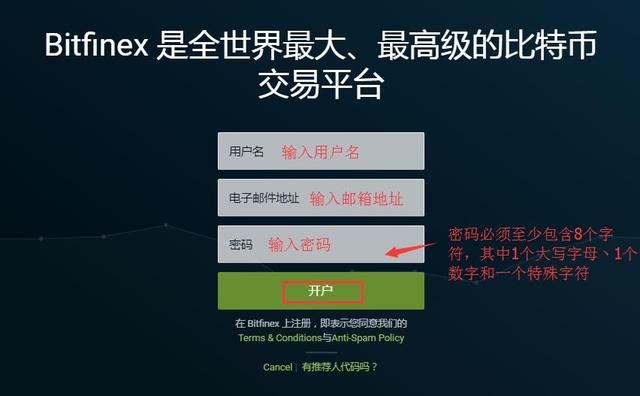 Bitfinex 是全世界最大、最高级的比特币
交易平台
用户名 输入用户名
电子邮件地址 输入邮箱地址
密码 输入密码
密码必须至少包含8个字
符，其中1个大写字母、1个
数字和一个特殊字符
开户
在 Bitfinex 上注册，即表示您同意我们的
Terms & Conditions与Anti-Spam Policy
Cancel | 有推荐人代码吗？